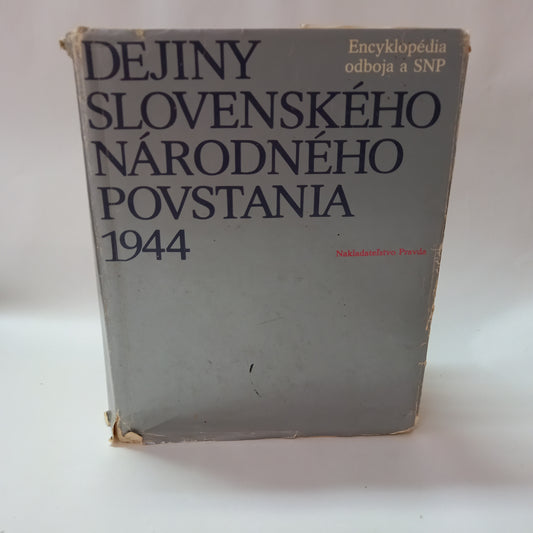 DEJINY
SLOVENSKÉHO
NÁRODNÉHO
POVSTANIA
1944
Encyklopédia
odboja a SNP
Nakladateľstvo Pravda